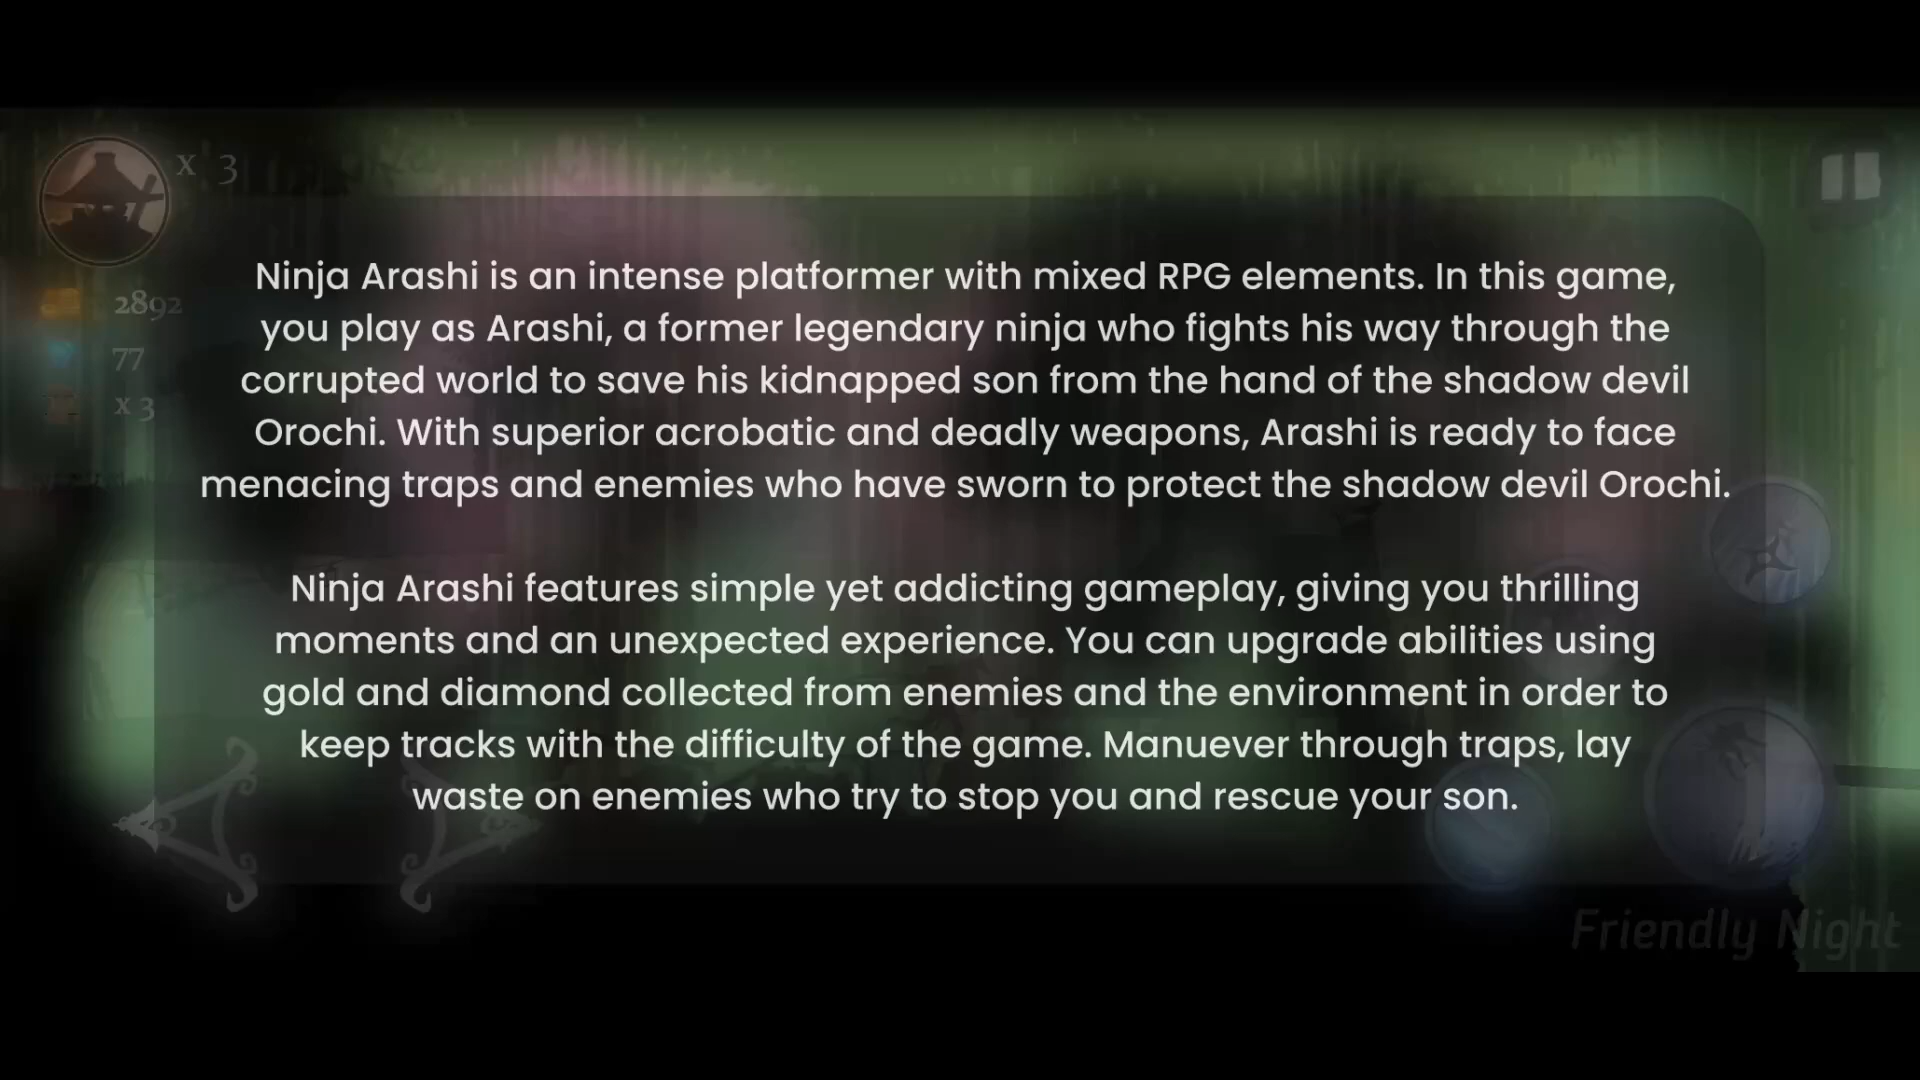 x 3
2892
77
x 3
Ninja Arashi is an intense platformer with mixed RPG elements. In this game,
you play as Arashi, a former legendary ninja who fights his way through the
corrupted world to save his kidnapped son from the hand of the shadow devil
Orochi. With superior acrobatic and deadly weapons, Arashi is ready to face
menacing traps and enemies who have sworn to protect the shadow devil Orochi.
Ninja Arashi features simple yet addicting gameplay, giving you thrilling
moments and an unexpected experience. You can upgrade abilities using
gold and diamond collected from enemies and the environment in order to
keep tracks with the difficulty of the game. Manuever through traps, lay
waste on enemies who try to stop you and rescue your son.
Friendly Night